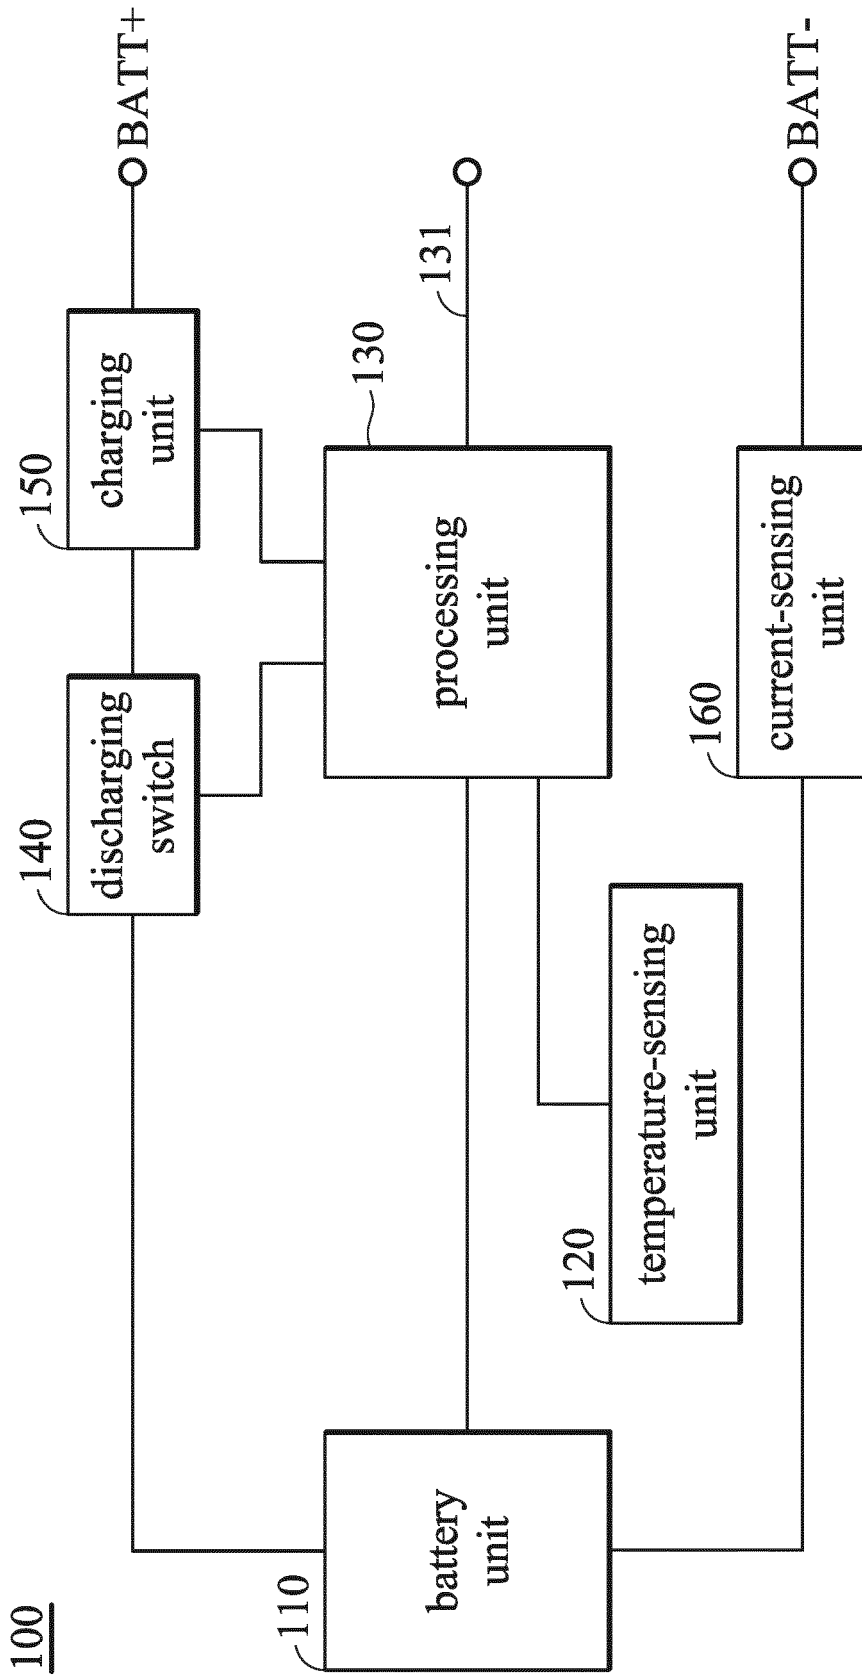 100
140
discharging
switch
150
charging
unit
BATT+
110
battery
unit
130
processing
unit
131
120
temperature-sensing
unit
160
current-sensing
unit
BATT-